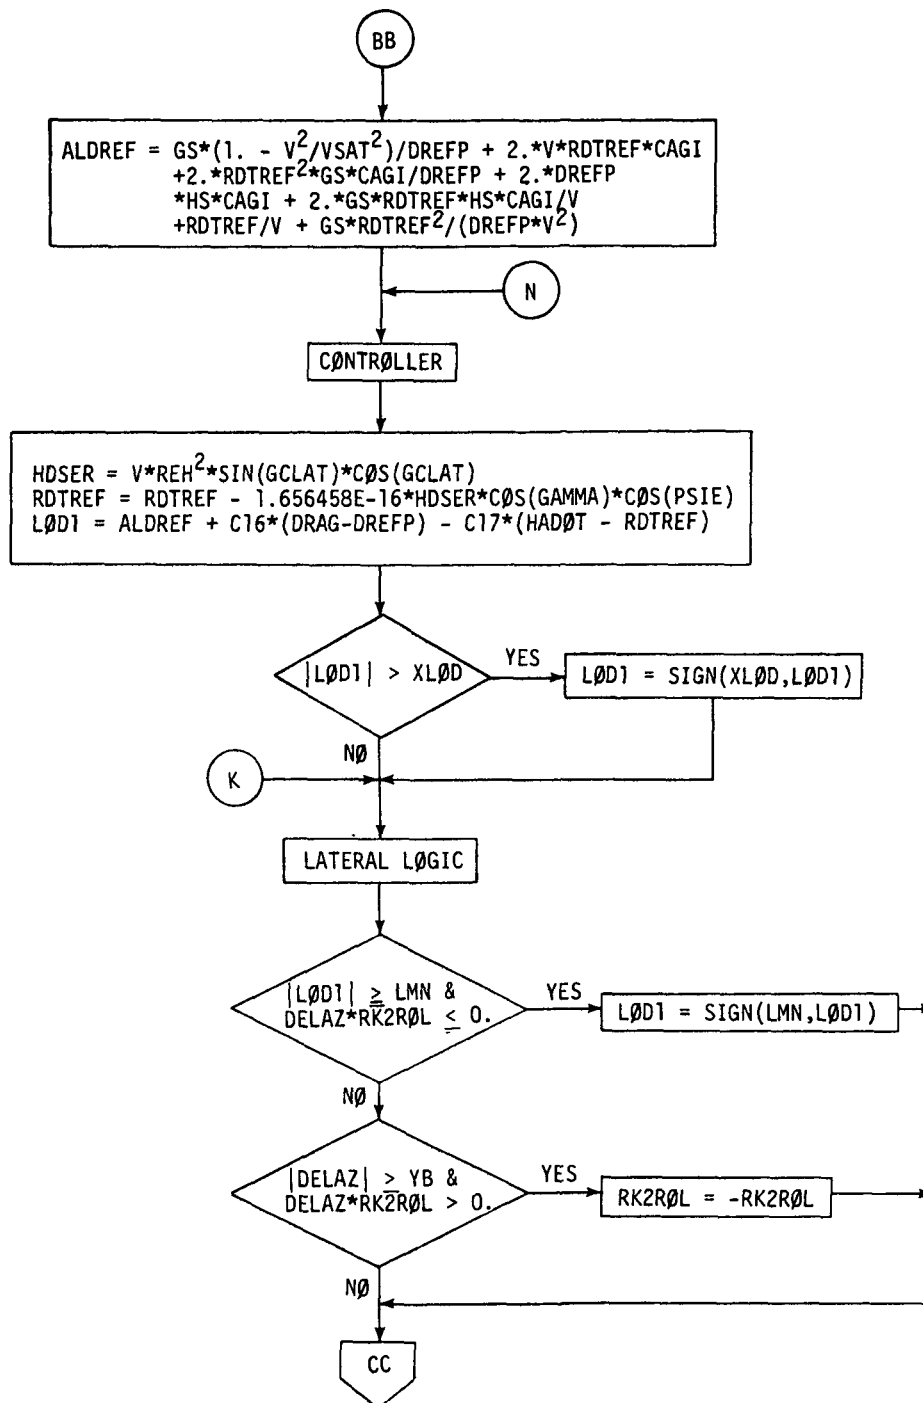 BB
ALDREF = GS*(1. - V²/VSAT²)/DREFP + 2.*V*RDTREF*CAGI
+2.*RDTREF²*GS*CAGI/DREFP + 2.*DREFP
*HS*CAGI + 2.*GS*RDTREF*HS*CAGI/V
+RDTREF/V + GS*RDTREF²/(DREFP*V²)
N
CØNTRØLLER
HDSER = V*REH²*SIN(GCLAT)*CØS(GCLAT)
RDTREF = RDTREF - 1.656458E-16*HDSER*CØS(GAMMA)*CØS(PSIE)
LØD1 = ALDREF + C16*(DRAG-DREFP) - C17*(HADØT - RDTREF)
|LØD1| > XLØD
YES
LØD1 = SIGN(XLØD,LØD1)
NØ
K
LATERAL LØGIC
|LØD1| ≥ LMN &
DELAZ*RK2RØL ≤ 0.
YES
LØD1 = SIGN(LMN,LØD1)
NØ
|DELAZ| ≥ YB &
DELAZ*RK2RØL > 0.
YES
RK2RØL = -RK2RØL
NØ
CC